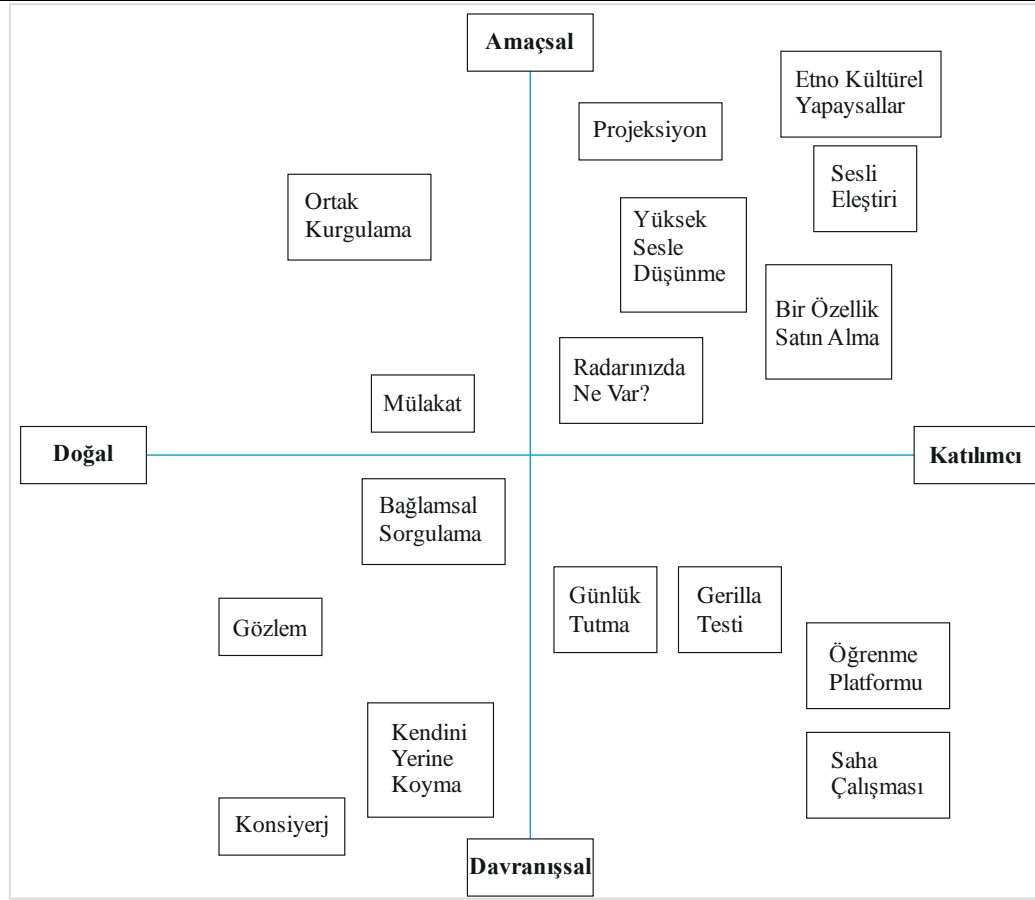 Amaçsal
Etno Kültürel
Yapaysallar
Projeksiyon
Sesli
Eleştiri
Ortak
Kurgulama
Yüksek
Sesle
Düşünme
Bir Özellik
Satın Alma
Radarınızda
Ne Var?
Mülakat
Doğal
Katılımcı
Bağlamsal
Sorgulama
Günlük
Tutma
Gerilla
Testi
Gözlem
Öğrenme
Platformu
Kendini
Yerine
Koyma
Saha
Çalışması
Konsiyerj
Davranışsal